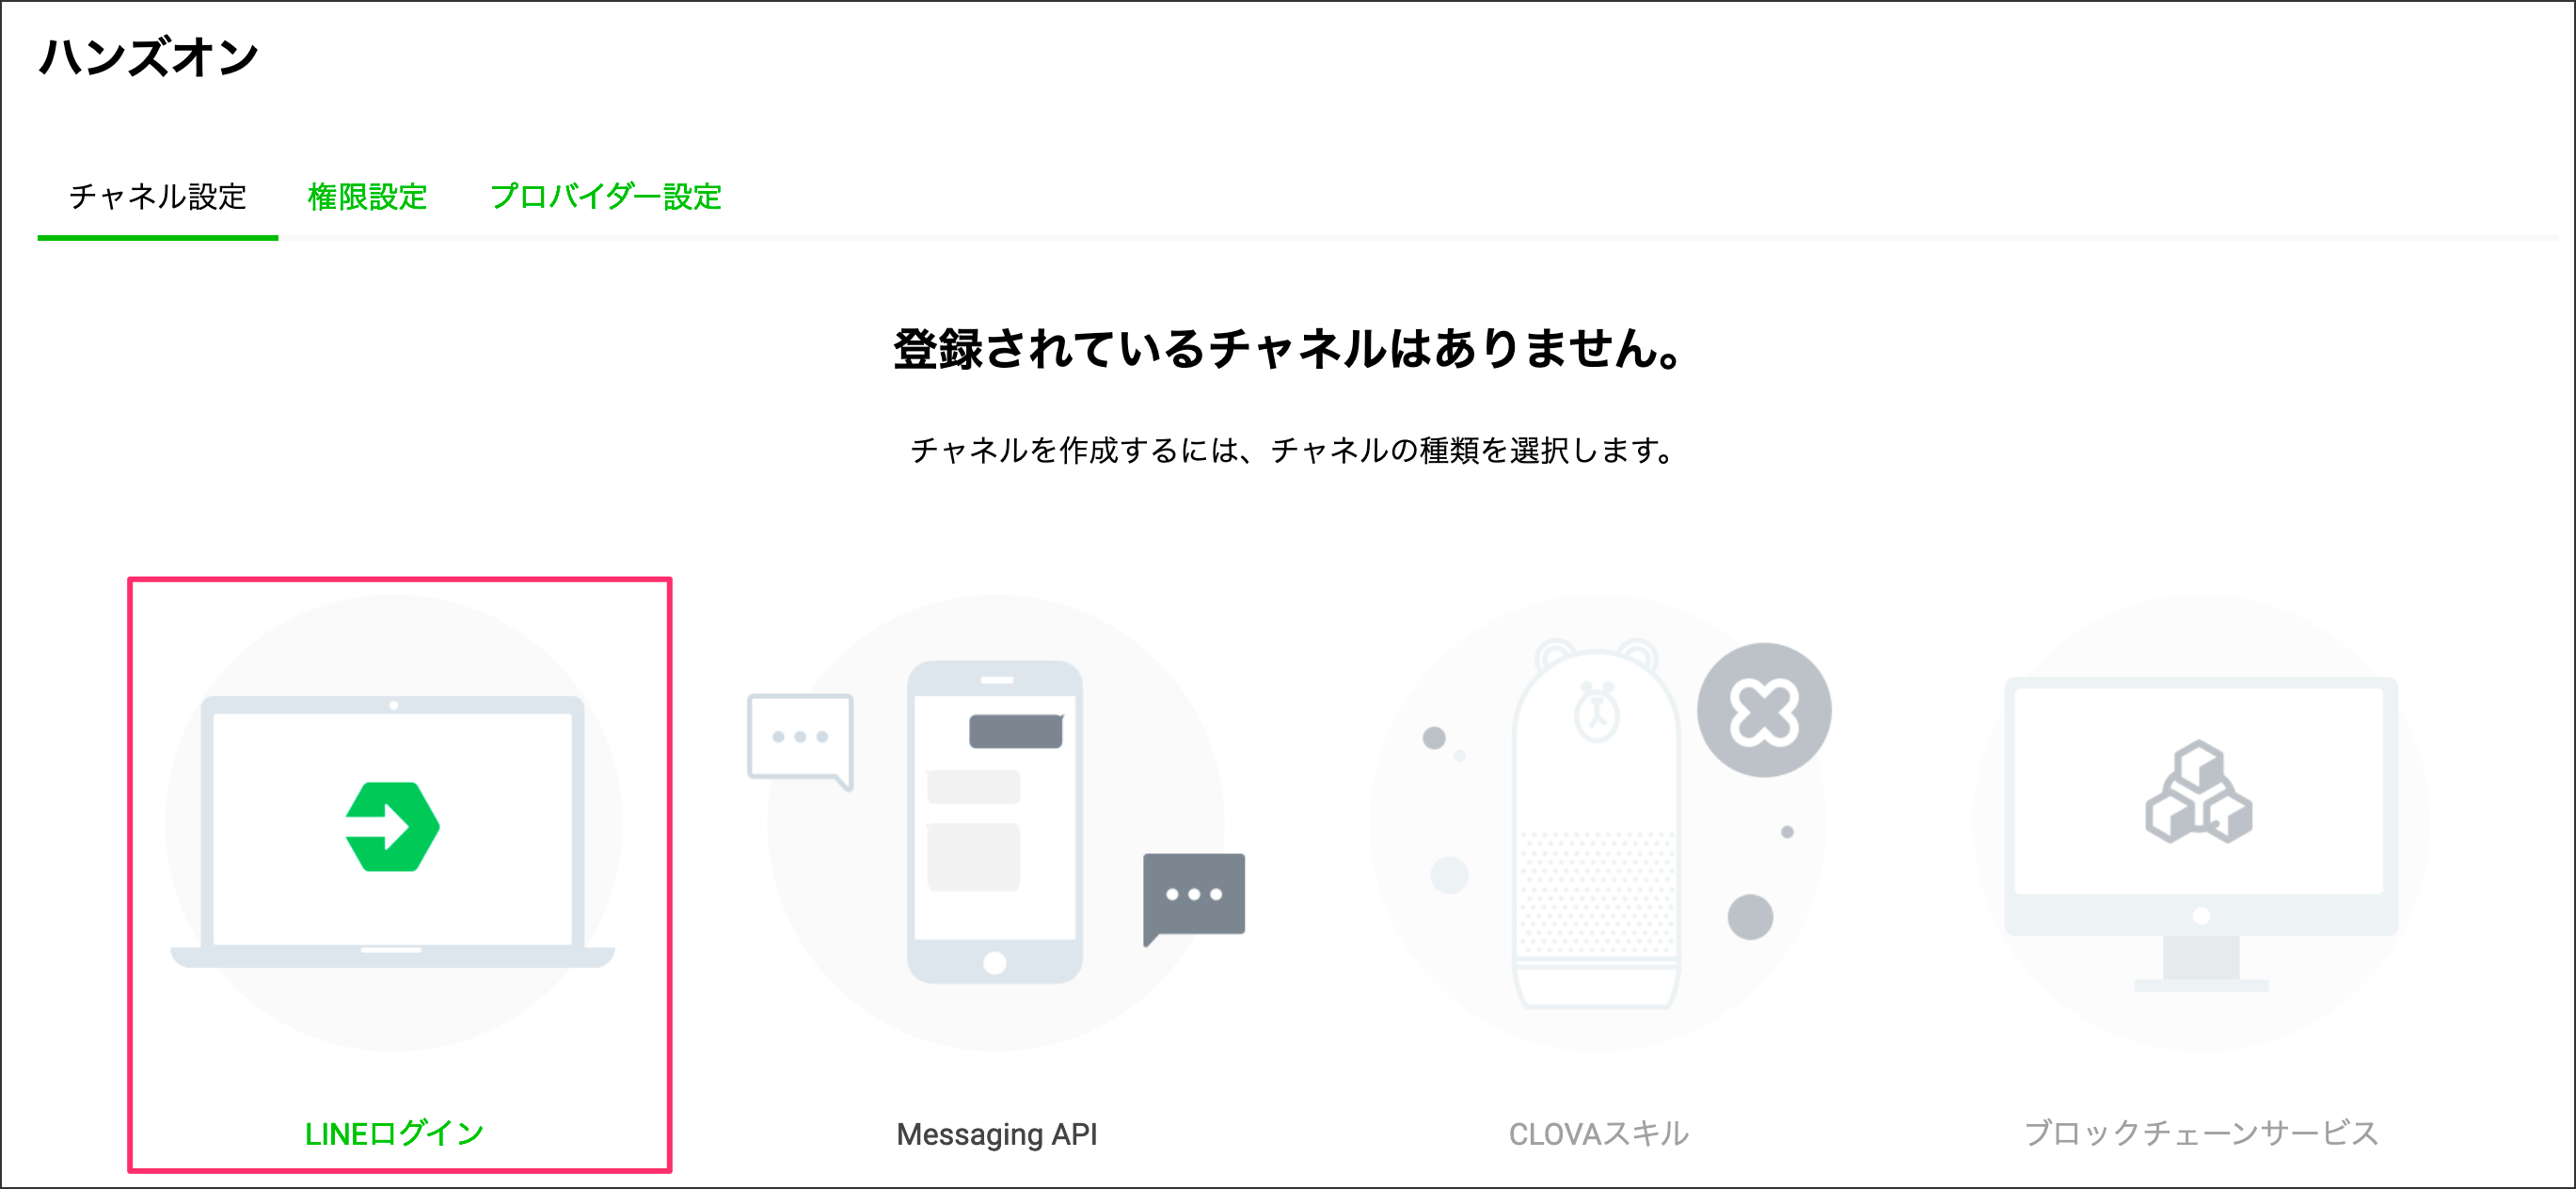 ハンズオン
チャネル設定 権限設定 プロバイダー設定
登録されているチャネルはありません。
チャネルを作成するには、チャネルの種類を選択します。
LINEログイン Messaging API CLOVAスキル ブロックチェーンサービス